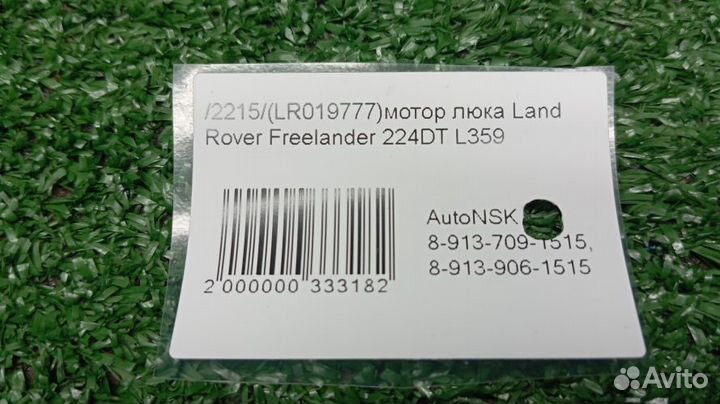 /2215/(LR019777)мотор люка Land
Rover Freelander 224DT L359
AutoNSK
8-913-709-1515,
8-913-906-1515
2 000000 333182
Avito